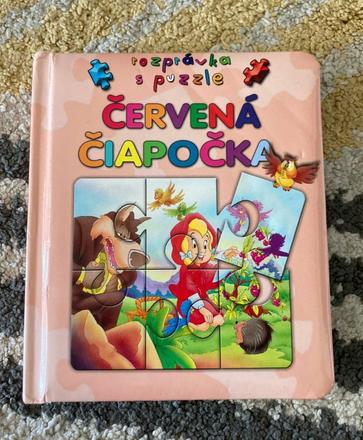 rozprávka
s puzzle
ČERVENÁ
ČIAPOČKA